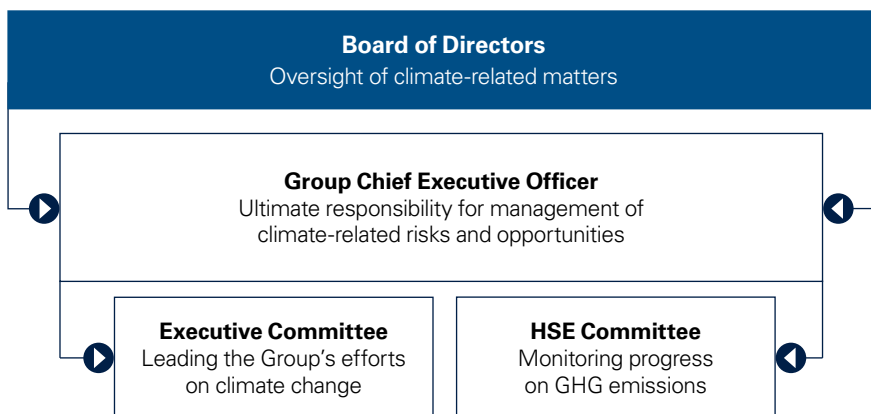 Board of Directors
Oversight of climate-related matters
Group Chief Executive Officer
Ultimate responsibility for management of
climate-related risks and opportunities
Executive Committee
Leading the Group's efforts
on climate change
HSE Committee
Monitoring progress
on GHG emissions